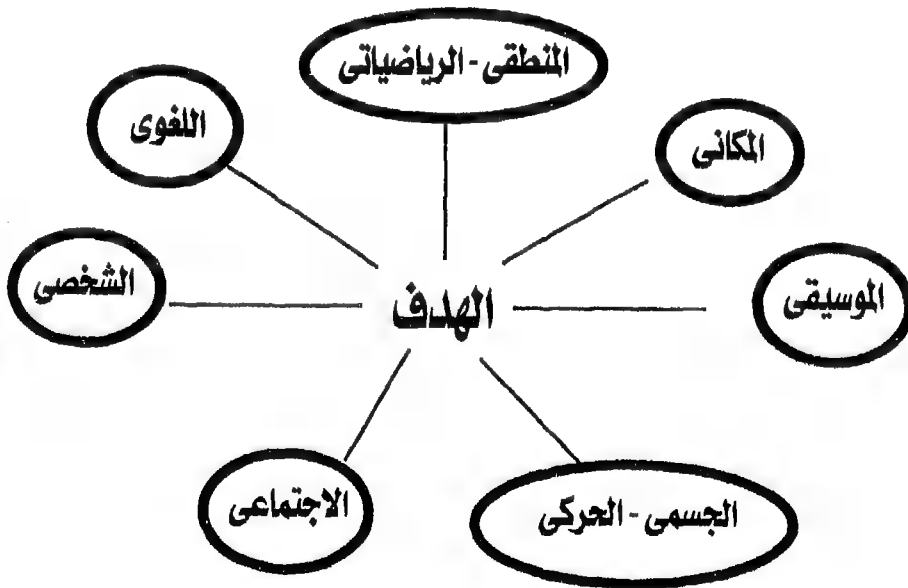 المنطقى - الرياضياتى
اللغوى
المكانى
الشخصى
الهدف
الموسيقى
الاجتماعى
الجسمى - الحركى